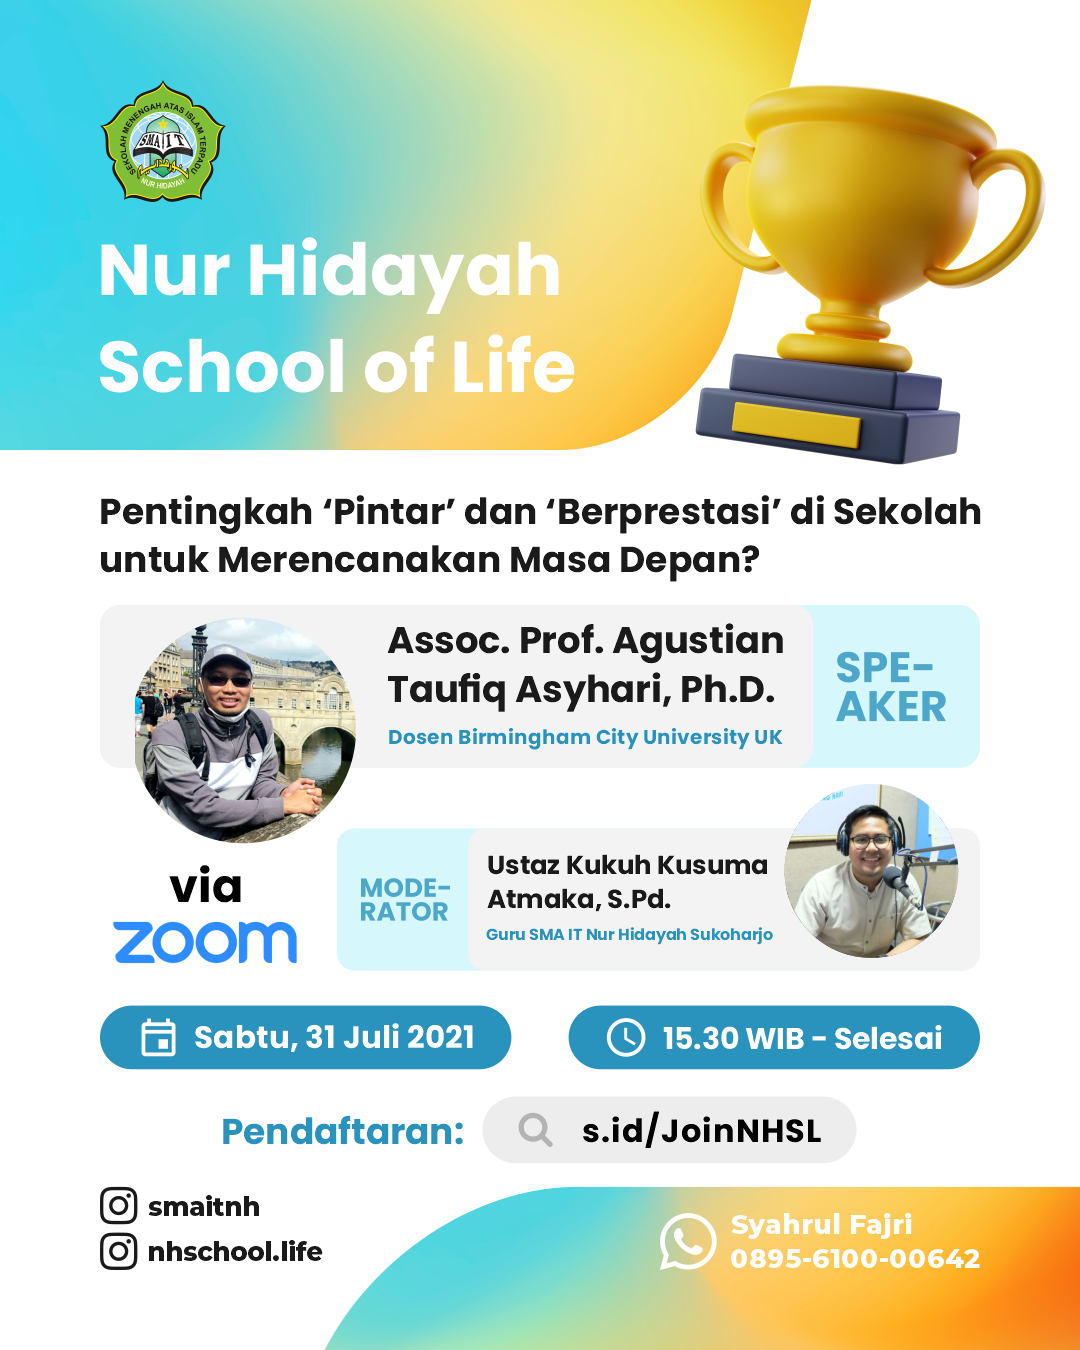 SEKOLAH MENENGAH ATAS ISLAM TERPADU
SMA IT
NUR HIDAYAH
Nur Hidayah
School of Life
Pentingkah ‘Pintar’ dan ‘Berprestasi’ di Sekolah
untuk Merencanakan Masa Depan?
Assoc. Prof. Agustian
Taufiq Asyhari, Ph.D.
Dosen Birmingham City University UK
SPE-
AKER
via
zoom
MODE-
RATOR
Ustaz Kukuh Kusuma
Atmaka, S.Pd.
Guru SMA IT Nur Hidayah Sukoharjo
Sabtu, 31 Juli 2021
15.30 WIB - Selesai
Pendaftaran:
s.id/JoinNHSL
smaitnh
nhschool.life
Syahrul Fajri
0895-6100-00642